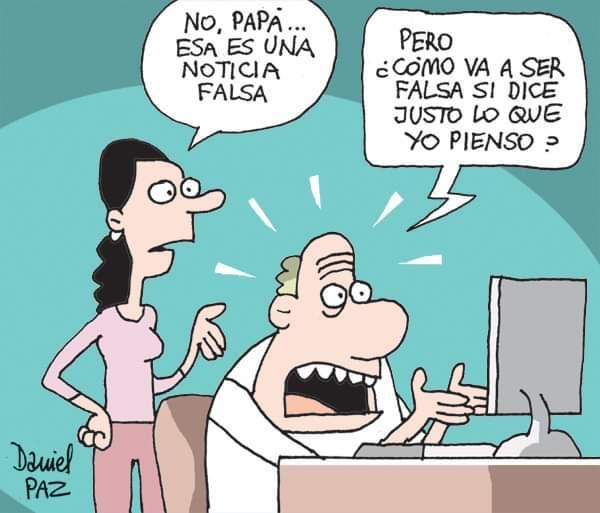 NO, PAPÁ...
ESA ES UNA
NOTICIA
FALSA
PERO
¿CÓMO VA A SER
FALSA SI DICE
JUSTO LO QUE
YO PIENSO?
Daniel
PAZ